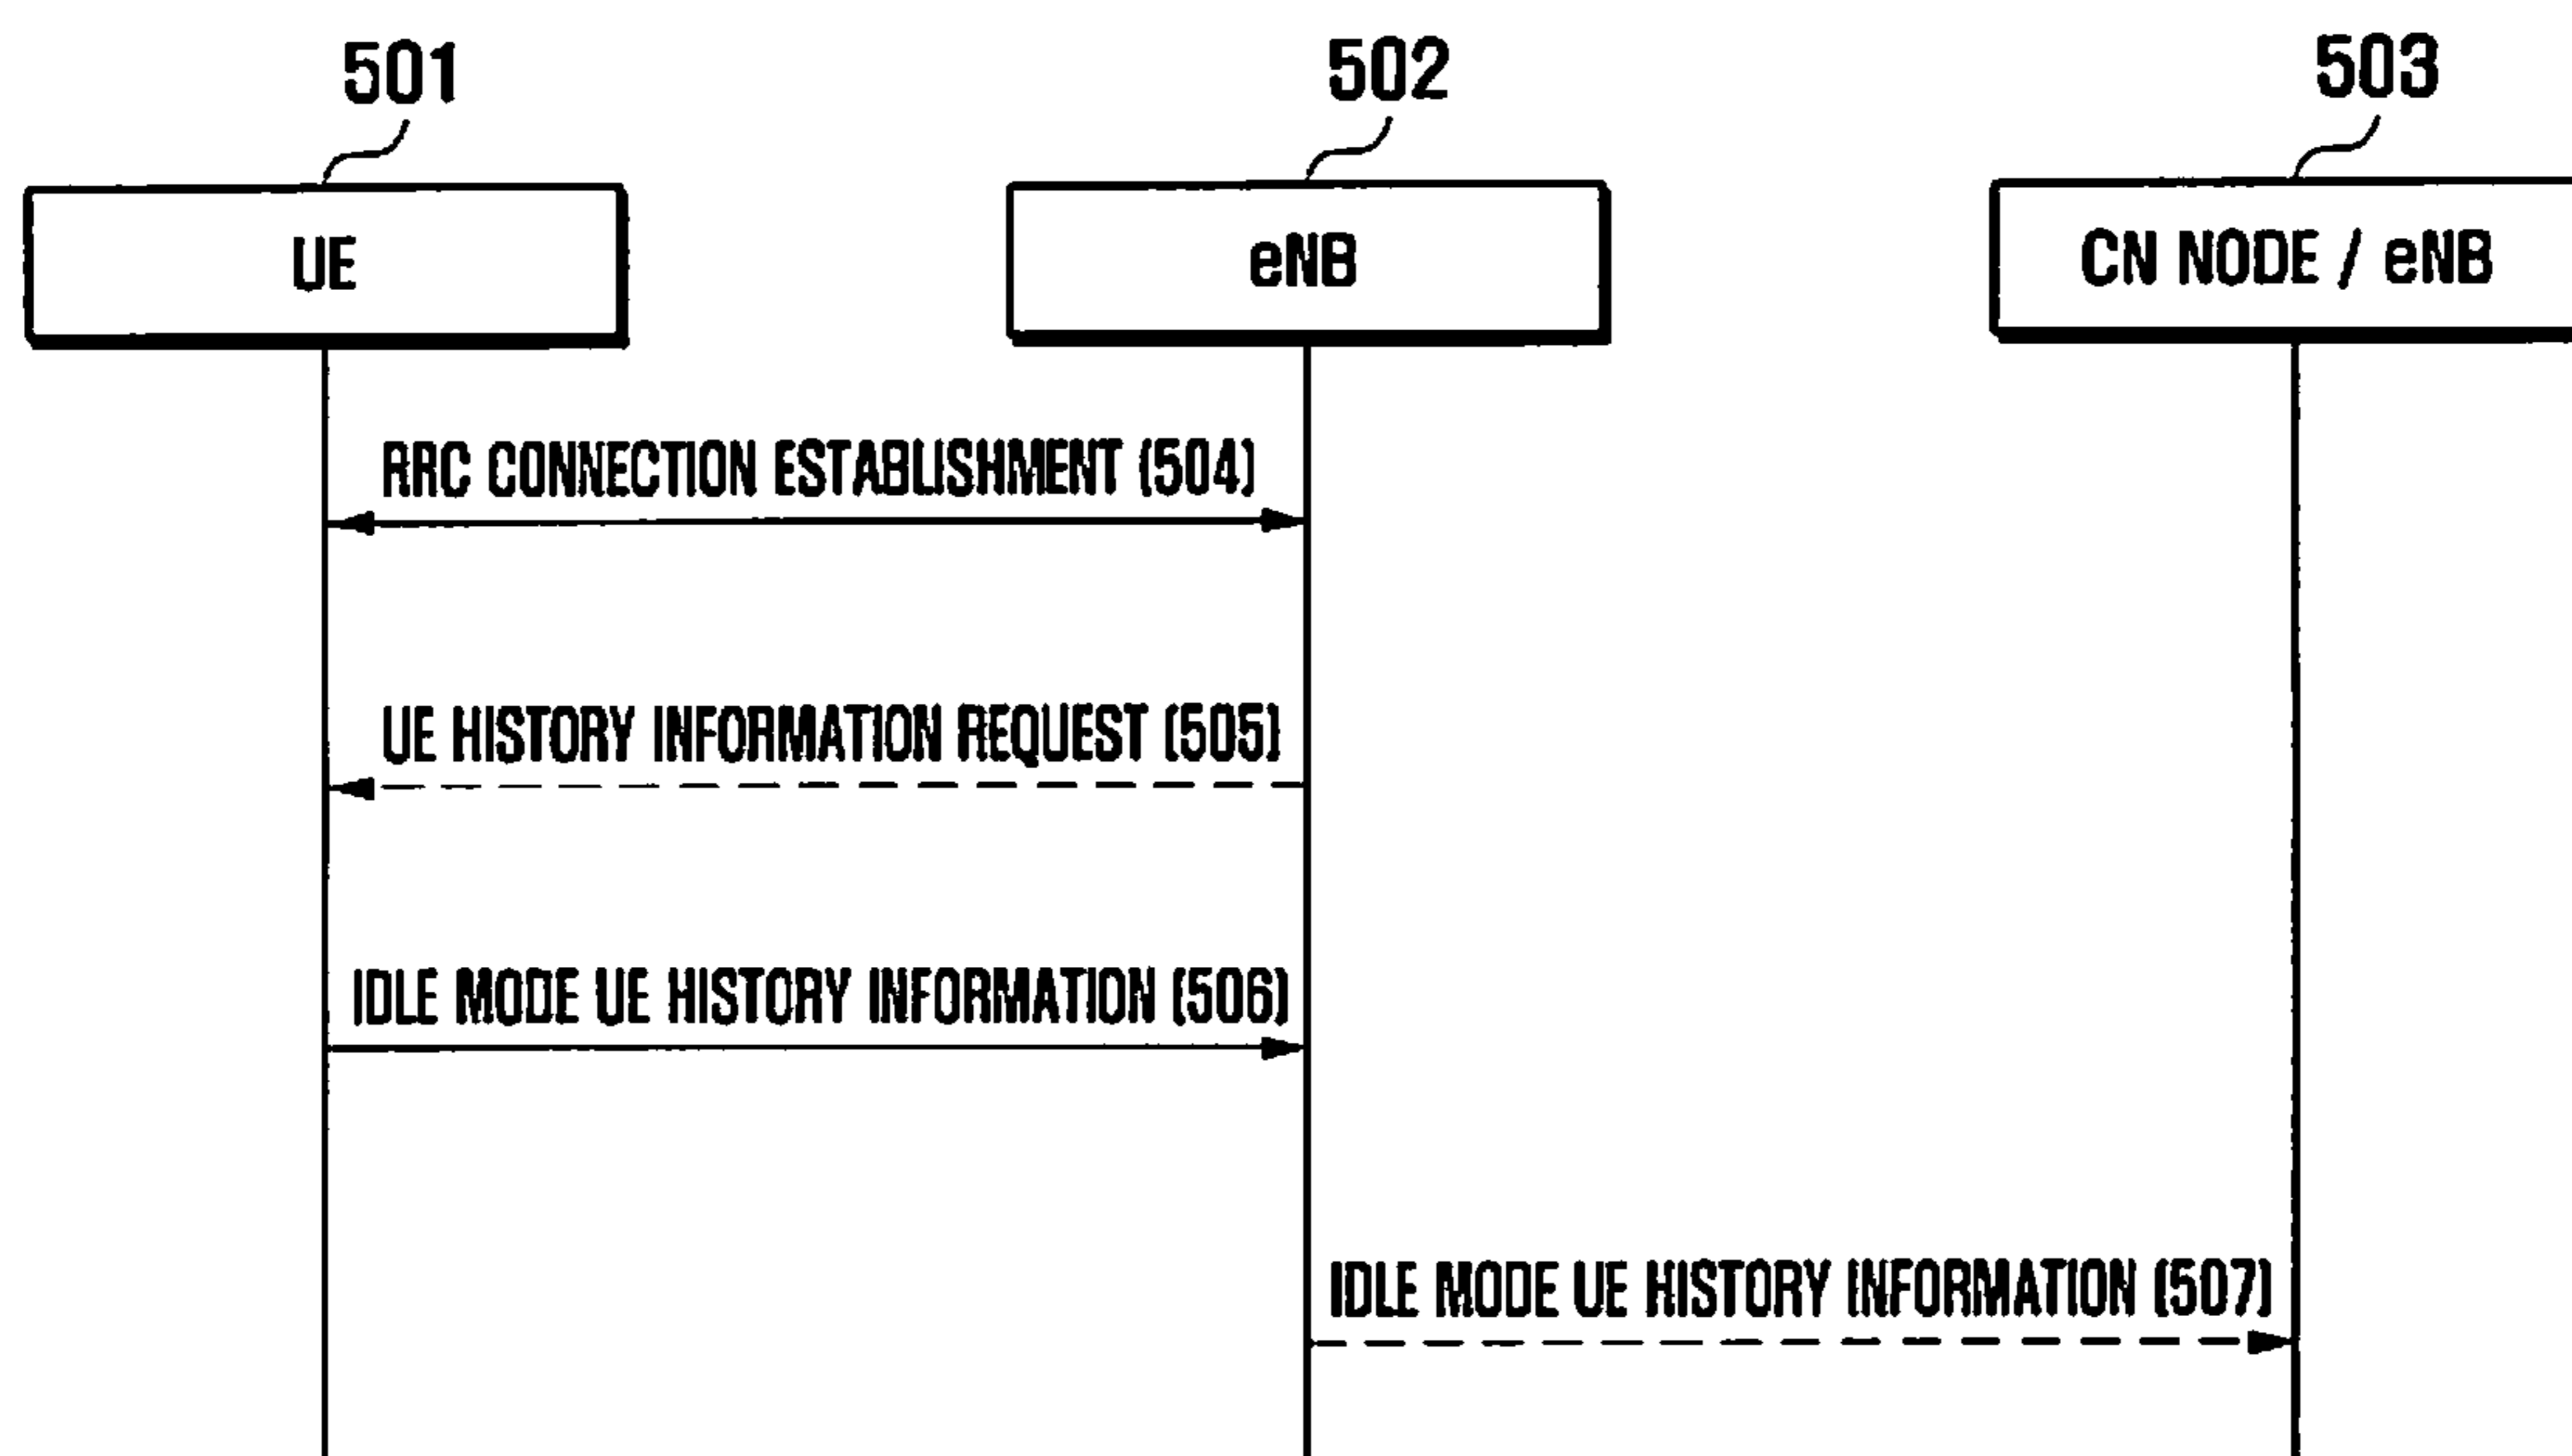 501
502
503
UE
eNB
CN NODE / eNB
RRC CONNECTION ESTABLISHMENT (504)
UE HISTORY INFORMATION REQUEST (505)
IDLE MODE UE HISTORY INFORMATION (506)
IDLE MODE UE HISTORY INFORMATION (507)